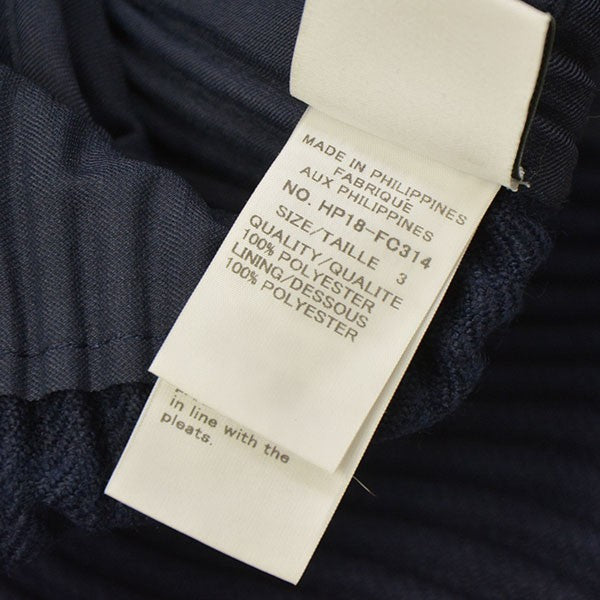 MADE IN PHILIPPINES
FABRIQUE
AUX PHILIPPINES
NO. HP18-FC314
SIZE/TAILLE 3
QUALITY/QUALITE
100% POLYESTER
LINING/DESSOUS
100% POLYESTER
in line with the
pleats.